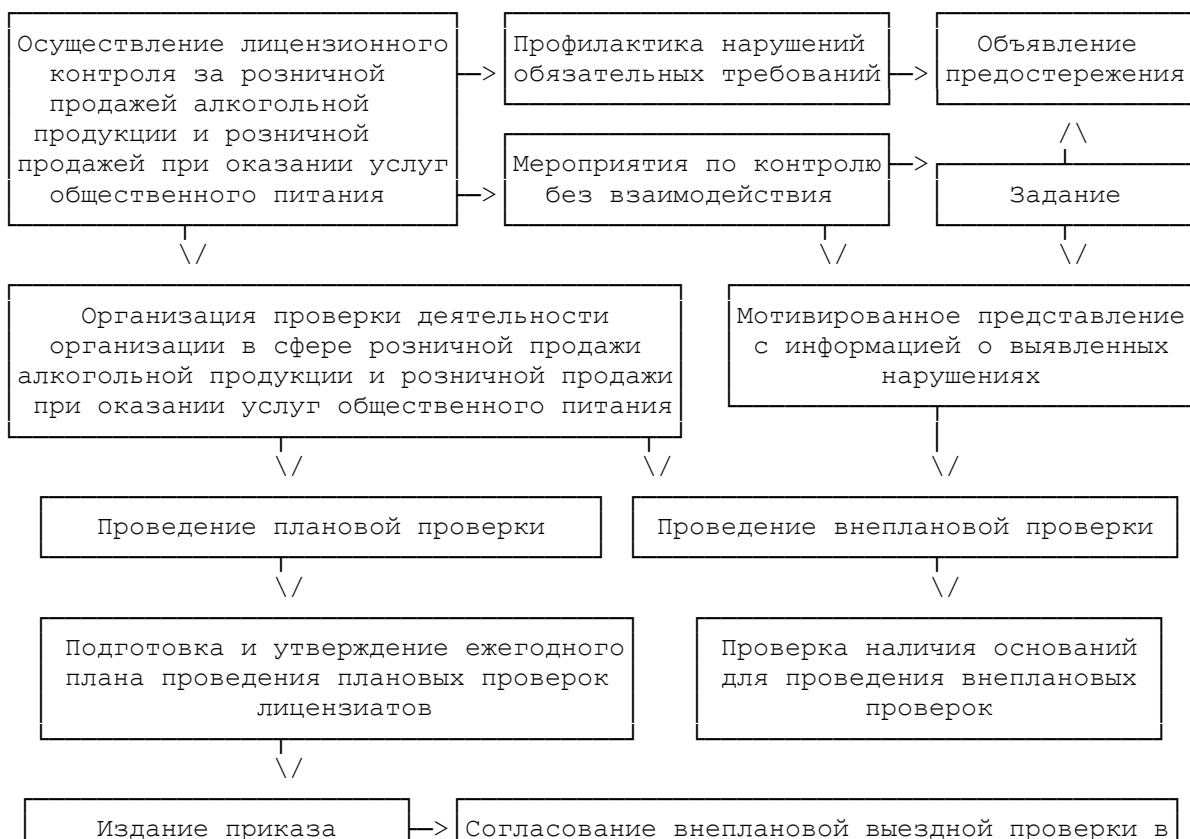 Осуществление лицензионного
контроля за розничной
продажей алкогольной
продукции и розничной
продажей при оказании услуг
общественного питания
Профилактика нарушений
обязательных требований
Объявление
предостережения
Мероприятия по контролю
без взаимодействия
Задание
Организация проверки деятельности
организации в сфере розничной продажи
алкогольной продукции и розничной продажи
при оказании услуг общественного питания
Мотивированное представление
с информацией о выявленных
нарушениях
Проведение плановой проверки
Проведение внеплановой проверки
Подготовка и утверждение ежегодного
плана проведения плановых проверок
лицензиатов
Проверка наличия оснований
для проведения внеплановых
проверок
Издание приказа
Согласование внеплановой выездной проверки в